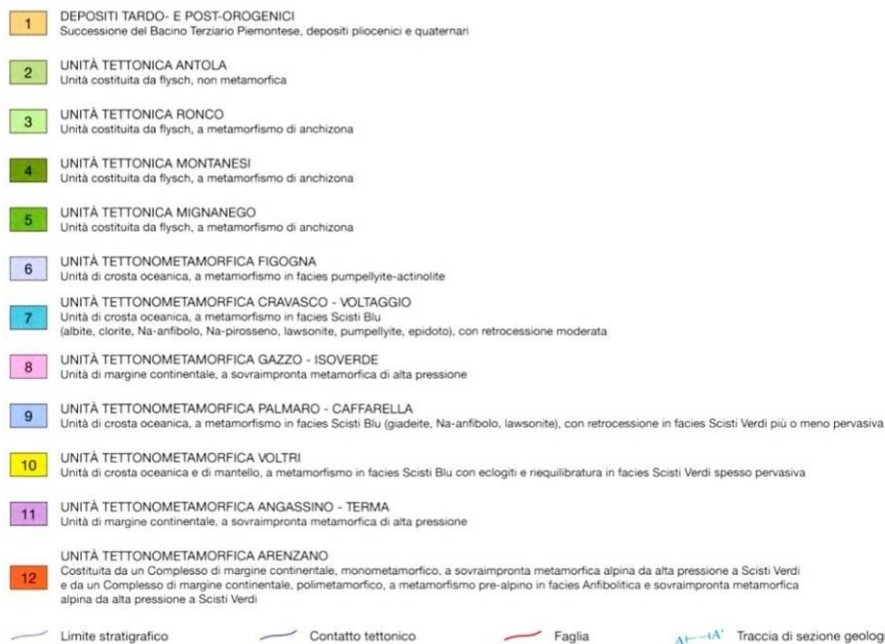 1 DEPOSITI TARDO- E POST-OROGENICI
Successione del Bacino Terziario Piemontese, depositi pliocenici e quaternari
2 UNITÀ TETTONICA ANTOLA
Unità costituita da flysch, non metamorfica
3 UNITÀ TETTONICA RONCO
Unità costituita da flysch, a metamorfismo di anchizona
4 UNITÀ TETTONICA MONTANESI
Unità costituita da flysch, a metamorfismo di anchizona
5 UNITÀ TETTONICA MIGNANEGO
Unità costituita da flysch, a metamorfismo di anchizona
6 UNITÀ TETTONOMETAMORFICA FIGOGNA
Unità di crosta oceanica, a metamorfismo in facies pumpellyite-actinolite
7 UNITÀ TETTONOMETAMORFICA CRAVASCO - VOLTAGGIO
Unità di crosta oceanica, a metamorfismo in facies Scisti Blu
(albite, clorite, Na-anfibolo, Na-pirosseno, lawsonite, pumpellyite, epidoto), con retrocessione moderata
8 UNITÀ TETTONOMETAMORFICA GAZZO - ISOVERDE
Unità di margine continentale, a sovraimpronta metamorfica di alta pressione
9 UNITÀ TETTONOMETAMORFICA PALMARO - CAFFARELLA
Unità di crosta oceanica, a metamorfismo in facies Scisti Blu (giadeite, Na-anfibolo, lawsonite), con retrocessione in facies Scisti Verdi più o meno pervasiva
10 UNITÀ TETTONOMETAMORFICA VOLTRI
Unità di crosta oceanica e di mantello, a metamorfismo in facies Scisti Blu con eclogiti e riequilibratura in facies Scisti Verdi spesso pervasiva
11 UNITÀ TETTONOMETAMORFICA ANGASSINO - TERMA
Unità di margine continentale, a sovraimpronta metamorfica di alta pressione
12 UNITÀ TETTONOMETAMORFICA ARENZANO
Costituita da un Complesso di margine continentale, monometamorfico, a sovraimpronta metamorfica alpina da alta pressione a Scisti Verdi
e da un Complesso di margine continentale, polimetamorfico, a metamorfismo pre-alpino in facies Anfibolitica e sovraimpronta metamorfica
alpina da alta pressione a Scisti Verdi
Limite stratigrafico Contatto tettonico Faglia A A' Traccia di sezione geologi